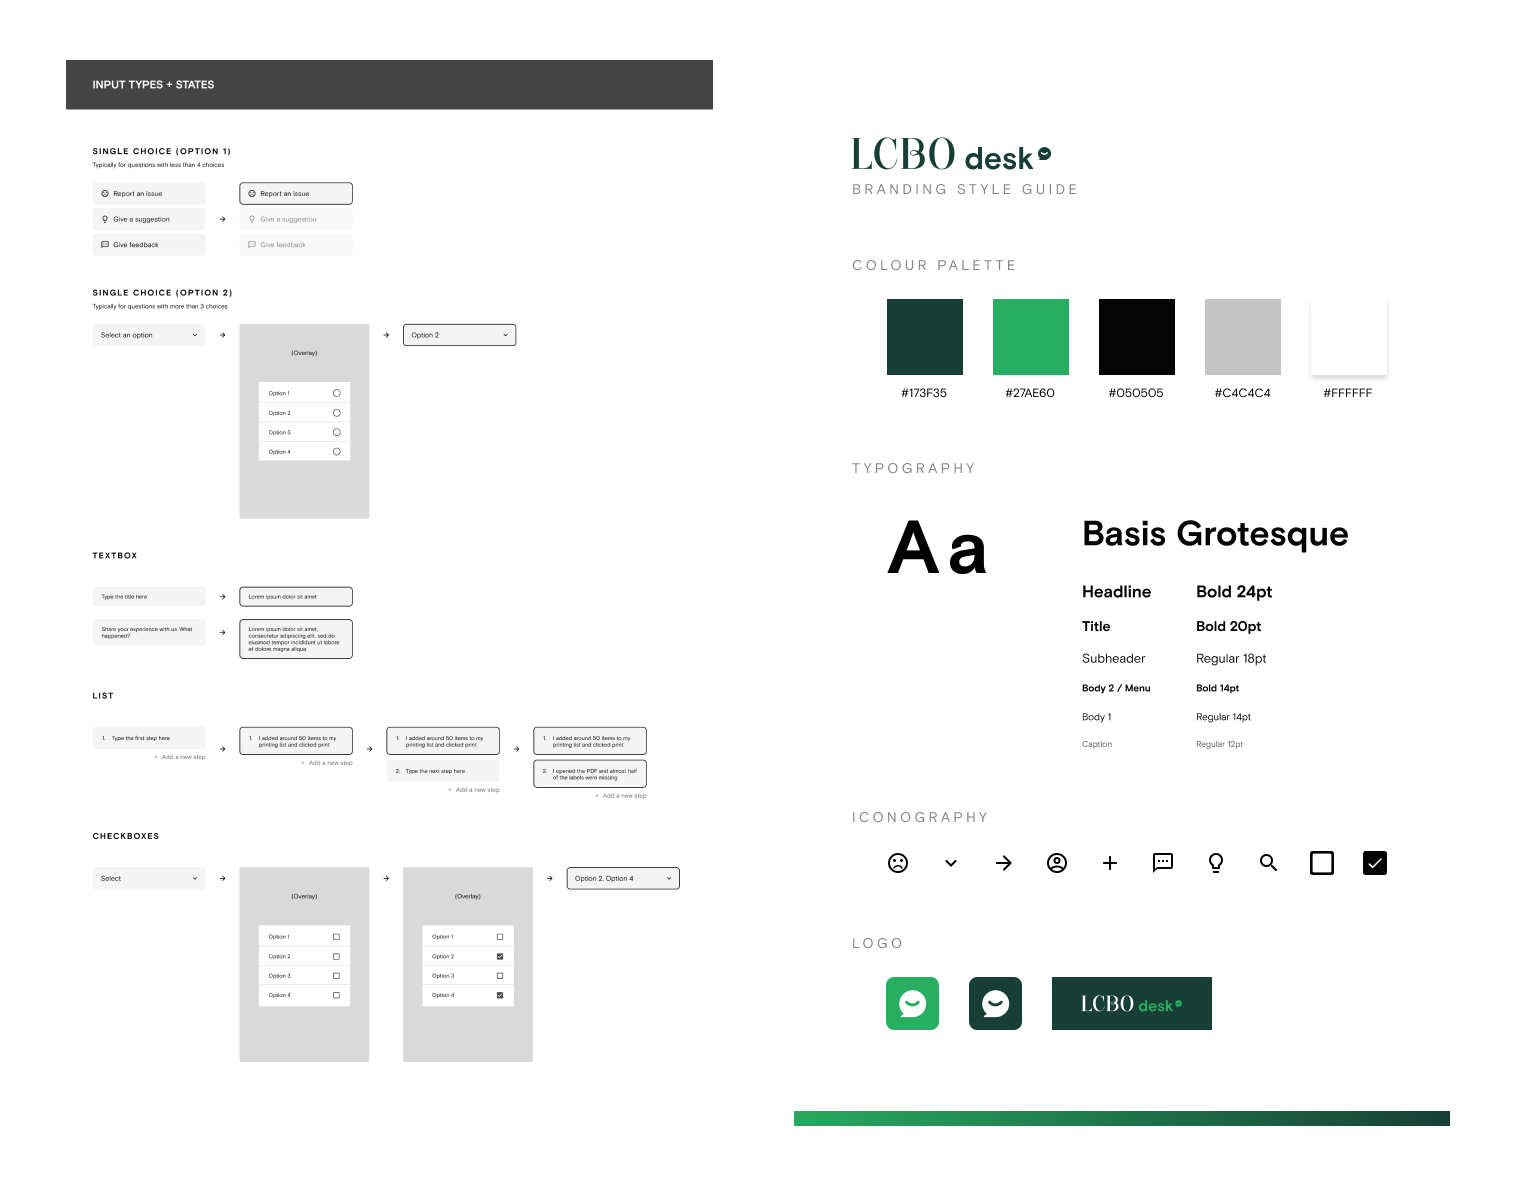 INPUT TYPES + STATES
SINGLE CHOICE (OPTION 1)
Typically for questions with less than 4 choices
Report an issue
Give a suggestion
Give feedback
Report an issue
Give a suggestion
Give feedback
SINGLE CHOICE (OPTION 2)
Typically for questions with more than 3 choices
Select an option
(Overlay)
Option 1
Option 2
Option 3
Option 4
Option 2
TEXTBOX
Type the title here
Lorem ipsum dolor sit amet
Share your experience with us. What
happened?
Lorem ipsum dolor sit amet,
consectetur adipiscing elit, sed do
eiusmod tempor incididunt ut labore
et dolore magna alique.
LIST
1. Type the first step here
+ Add a new step
1. I added around 50 items to my
printing list and clicked print
+ Add a new step
1. I added around 50 items to my
printing list and clicked print
2. Type the next step here
+ Add a new step
1. I added around 50 items to my
printing list and clicked print
2. I opened the PDF and almost half
of the labels were missing
+ Add a new step
CHECKBOXES
Select
(Overlay)
Option 1
Option 2
Option 3
Option 4
(Overlay)
Option 1
Option 2
Option 3
Option 4
Option 2, Option 4
LCBO desk
BRANDING STYLE GUIDE
COLOUR PALETTE
#173F35
#27AE60
#050505
#C4C4C4
#FFFFFF
TYPOGRAPHY
Aa
Basis Grotesque
Headline Bold 24pt
Title Bold 20pt
Subheader Regular 18pt
Body 2 / Menu Bold 14pt
Body 1 Regular 14pt
Caption Regular 12pt
ICONOGRAPHY
LOGO
LCBO desk